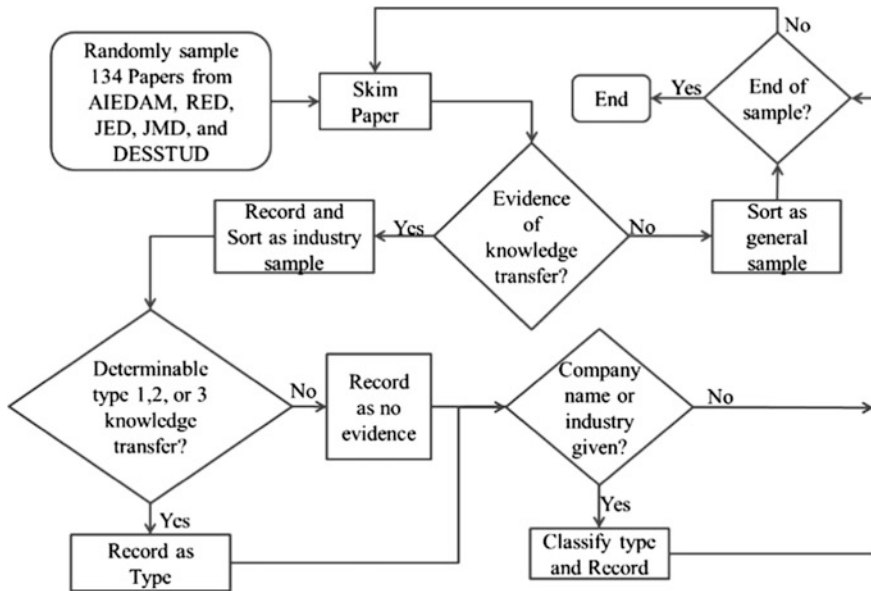 Randomly sample
134 Papers from
AIEDAM, RED,
JED, JMD, and
DESSTUD
Skim
Paper
No
End
Yes
End of
sample?
Evidence
of
knowledge
transfer?
Yes
Record and
Sort as industry
sample
No
Sort as
general
sample
Determinable
type 1,2, or 3
knowledge
transfer?
No
Record
as no
evidence
Company
name or
industry
given?
No
Yes
Record as
Type
Yes
Classify type
and Record